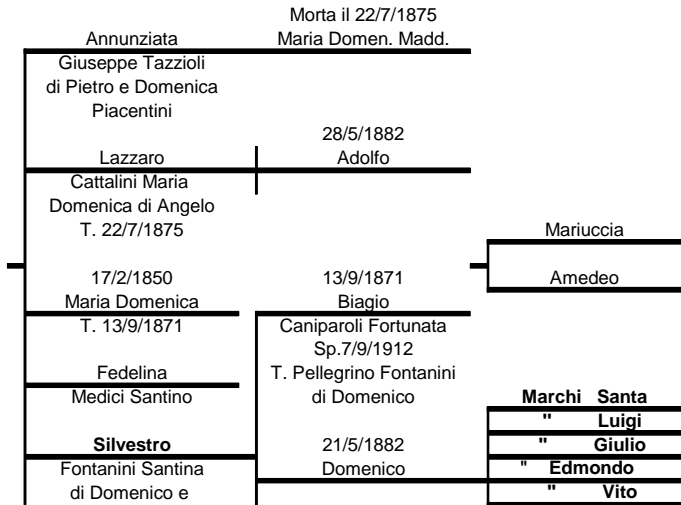 Morta il 22/7/1875
Annunziata Maria Domen. Madd.
Giuseppe Tazzioli
di Pietro e Domenica
Piacentini
28/5/1882
Lazzaro Adolfo
Cattalini Maria
Domenica di Angelo
T. 22/7/1875 Mariuccia
17/2/1850 13/9/1871 Amedeo
Maria Domenica Biagio
T. 13/9/1871 Caniparoli Fortunata
Sp.7/9/1912
Fedelina T. Pellegrino Fontanini
Medici Santino di Domenico Marchi Santa
" Luigi
Silvestro 21/5/1882 " Giulio
Fontanini Santina Domenico " Edmondo
di Domenico e " Vito